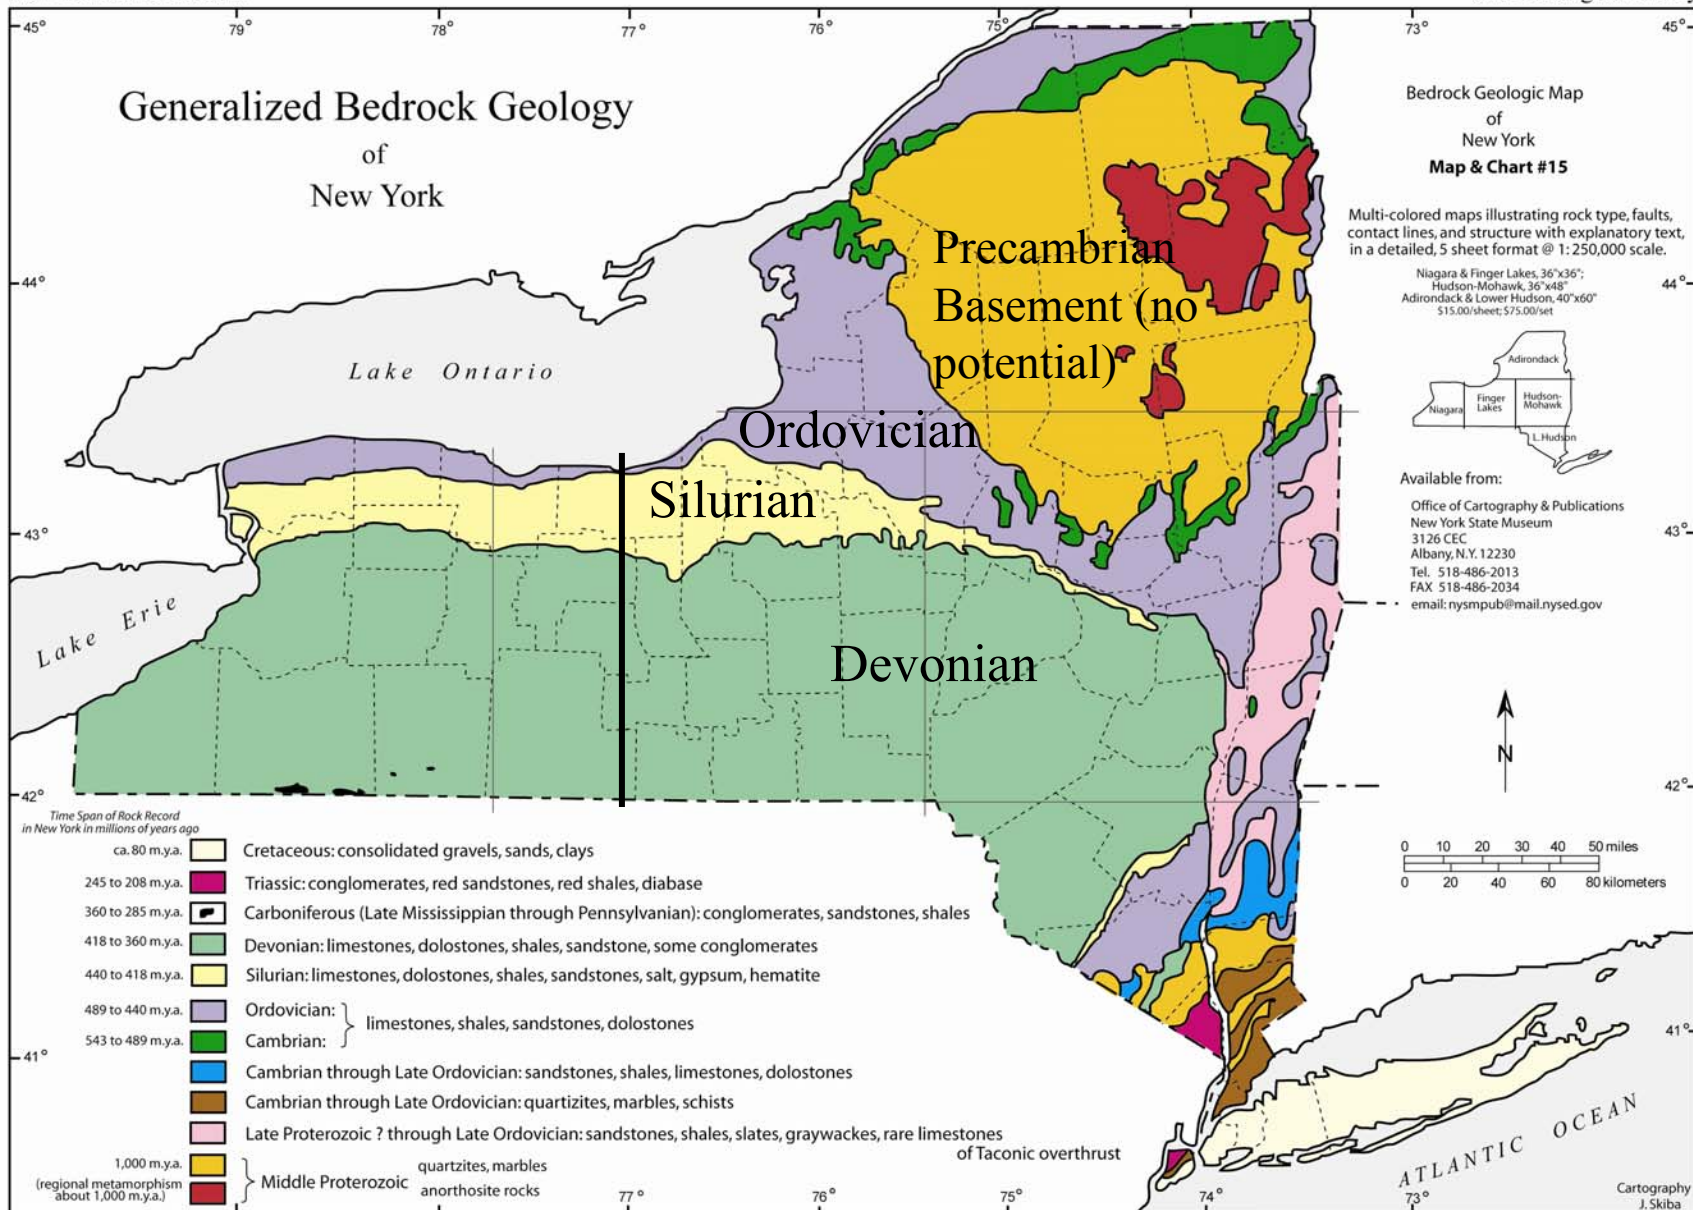 45°
79°
78°
77°
76°
75°
73°
45°
Generalized Bedrock Geology
of
New York
Bedrock Geologic Map
of
New York
Map & Chart #15
Multi-colored maps illustrating rock type, faults,
contact lines, and structure with explanatory text,
in a detailed, 5 sheet format @ 1:250,000 scale.
Niagara & Finger Lakes, 36"x36";
Hudson-Mohawk, 36"x48"
Adirondack & Lower Hudson, 40"x60"
$15.00/sheet; $75.00/set
Precambrian
Basement (no
potential)
44°
44°
Adirondack
Niagara
Finger
Lakes
Hudson-
Mohawk
L. Hudson
Lake Ontario
Ordovician
Silurian
Available from:
Office of Cartography & Publications
New York State Museum
3126 CEC
Albany, N.Y. 12230
Tel. 518-486-2013
FAX 518-486-2034
email: nysmpub@mail.nysed.gov
43°
43°
Lake Erie
Devonian
N
42°
42°
Time Span of Rock Record
in New York in millions of years ago
ca. 80 m.y.a. Cretaceous: consolidated gravels, sands, clays
245 to 208 m.y.a. Triassic: conglomerates, red sandstones, red shales, diabase
360 to 285 m.y.a. Carboniferous (Late Mississippian through Pennsylvanian): conglomerates, sandstones, shales
418 to 360 m.y.a. Devonian: limestones, dolostones, shales, sandstone, some conglomerates
440 to 418 m.y.a. Silurian: limestones, dolostones, shales, sandstones, salt, gypsum, hematite
489 to 440 m.y.a. Ordovician:
limestones, shales, sandstones, dolostones
543 to 489 m.y.a. Cambrian:
Cambrian through Late Ordovician: sandstones, shales, limestones, dolostones
Cambrian through Late Ordovician: quartizites, marbles, schists
Late Proterozoic ? through Late Ordovician: sandstones, shales, slates, graywackes, rare limestones
of Taconic overthrust
1,000 m.y.a.
(regional metamorphism
about 1,000 m.y.a.)
Middle Proterozoic
quartzites, marbles
anorthosite rocks
0 10 20 30 40 50 miles
0 20 40 60 80 kilometers
41°
41°
ATLANTIC OCEAN
77°
76°
75°
74°
73°
Cartography
J. Skiba